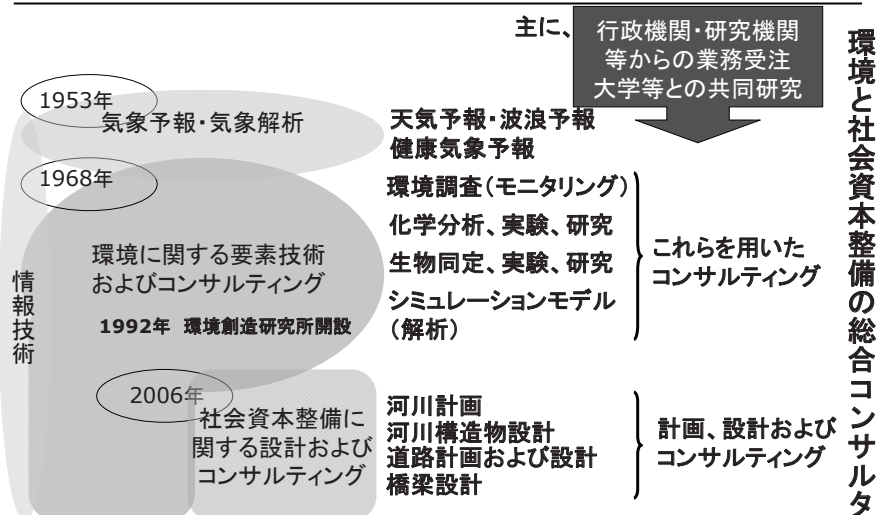 主に、
行政機関・研究機関
等からの業務受注
大学等との共同研究
1953年
気象予報・気象解析
天気予報・波浪予報
健康気象予報
1968年
環境に関する要素技術
およびコンサルティング
1992年 環境創造研究所開設
環境調査(モニタリング)
化学分析、実験、研究
生物同定、実験、研究
シミュレーションモデル
(解析)
これらを用いた
コンサルティング
2006年
社会資本整備に
関する設計および
コンサルティング
河川計画
河川構造物設計
道路計画および設計
橋梁設計
計画、設計および
コンサルティング
情報技術
環境と社会資本整備の総合コンサルタ